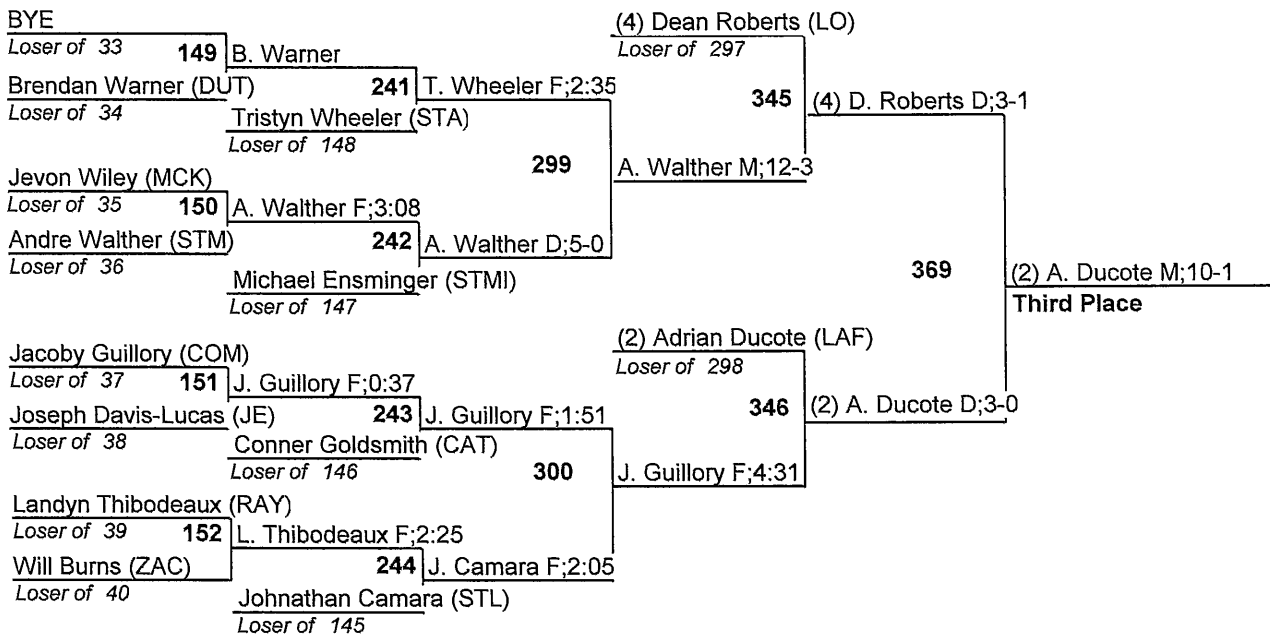 BYE
Loser of 33
149
B. Warner
Brendan Warner (DUT)
Loser of 34
241
T. Wheeler F;2:35
Tristyn Wheeler (STA)
Loser of 148
299
A. Walther M;12-3
Jevon Wiley (MCK)
Loser of 35
150
A. Walther F;3:08
Andre Walther (STM)
Loser of 36
242
A. Walther D;5-0
Michael Ensminger (STMI)
Loser of 147
(4) Dean Roberts (LO)
Loser of 297
345
(4) D. Roberts D;3-1
369
(2) A. Ducote M;10-1
Third Place
Jacoby Guillory (COM)
Loser of 37
151
J. Guillory F;0:37
Joseph Davis-Lucas (JE)
Loser of 38
243
J. Guillory F;1:51
Conner Goldsmith (CAT)
Loser of 146
300
J. Guillory F;4:31
Landyn Thibodeaux (RAY)
Loser of 39
152
L. Thibodeaux F;2:25
Will Burns (ZAC)
Loser of 40
244
J. Camara F;2:05
Johnathan Camara (STL)
Loser of 145
(2) Adrian Ducote (LAF)
Loser of 298
346
(2) A. Ducote D;3-0